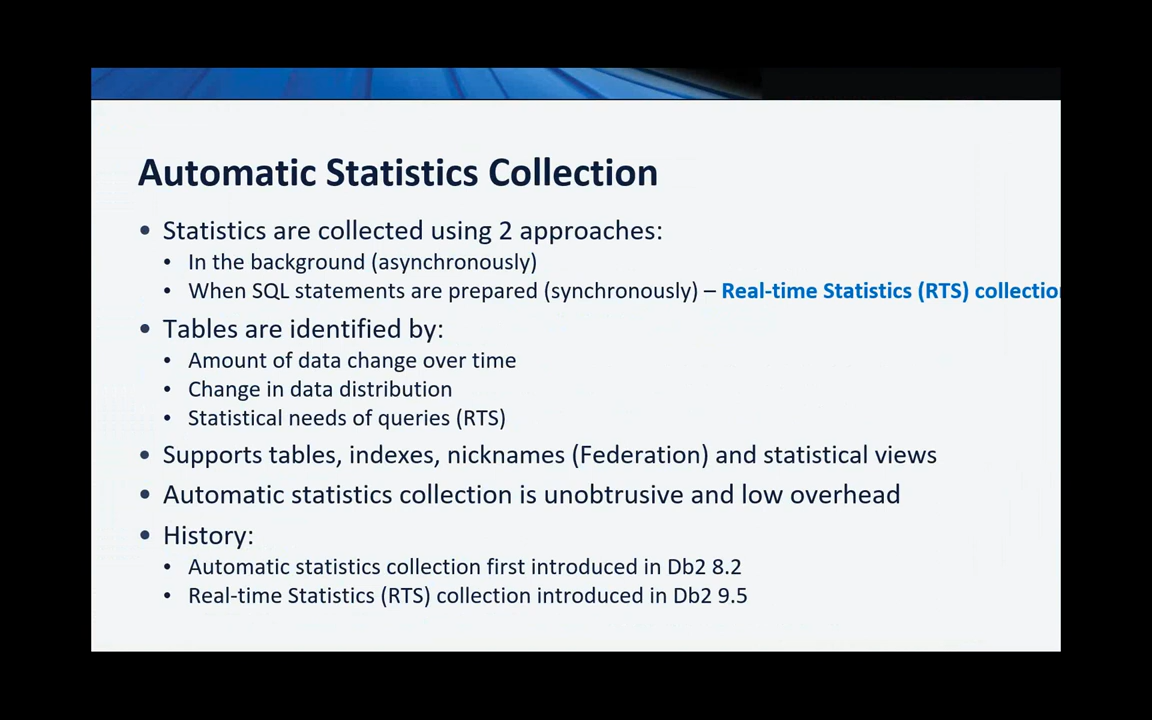 Automatic Statistics Collection
• Statistics are collected using 2 approaches:
• In the background (asynchronously)
• When SQL statements are prepared (synchronously) – Real-time Statistics (RTS) collectio
• Tables are identified by:
• Amount of data change over time
• Change in data distribution
• Statistical needs of queries (RTS)
• Supports tables, indexes, nicknames (Federation) and statistical views
• Automatic statistics collection is unobtrusive and low overhead
• History:
• Automatic statistics collection first introduced in Db2 8.2
• Real-time Statistics (RTS) collection introduced in Db2 9.5